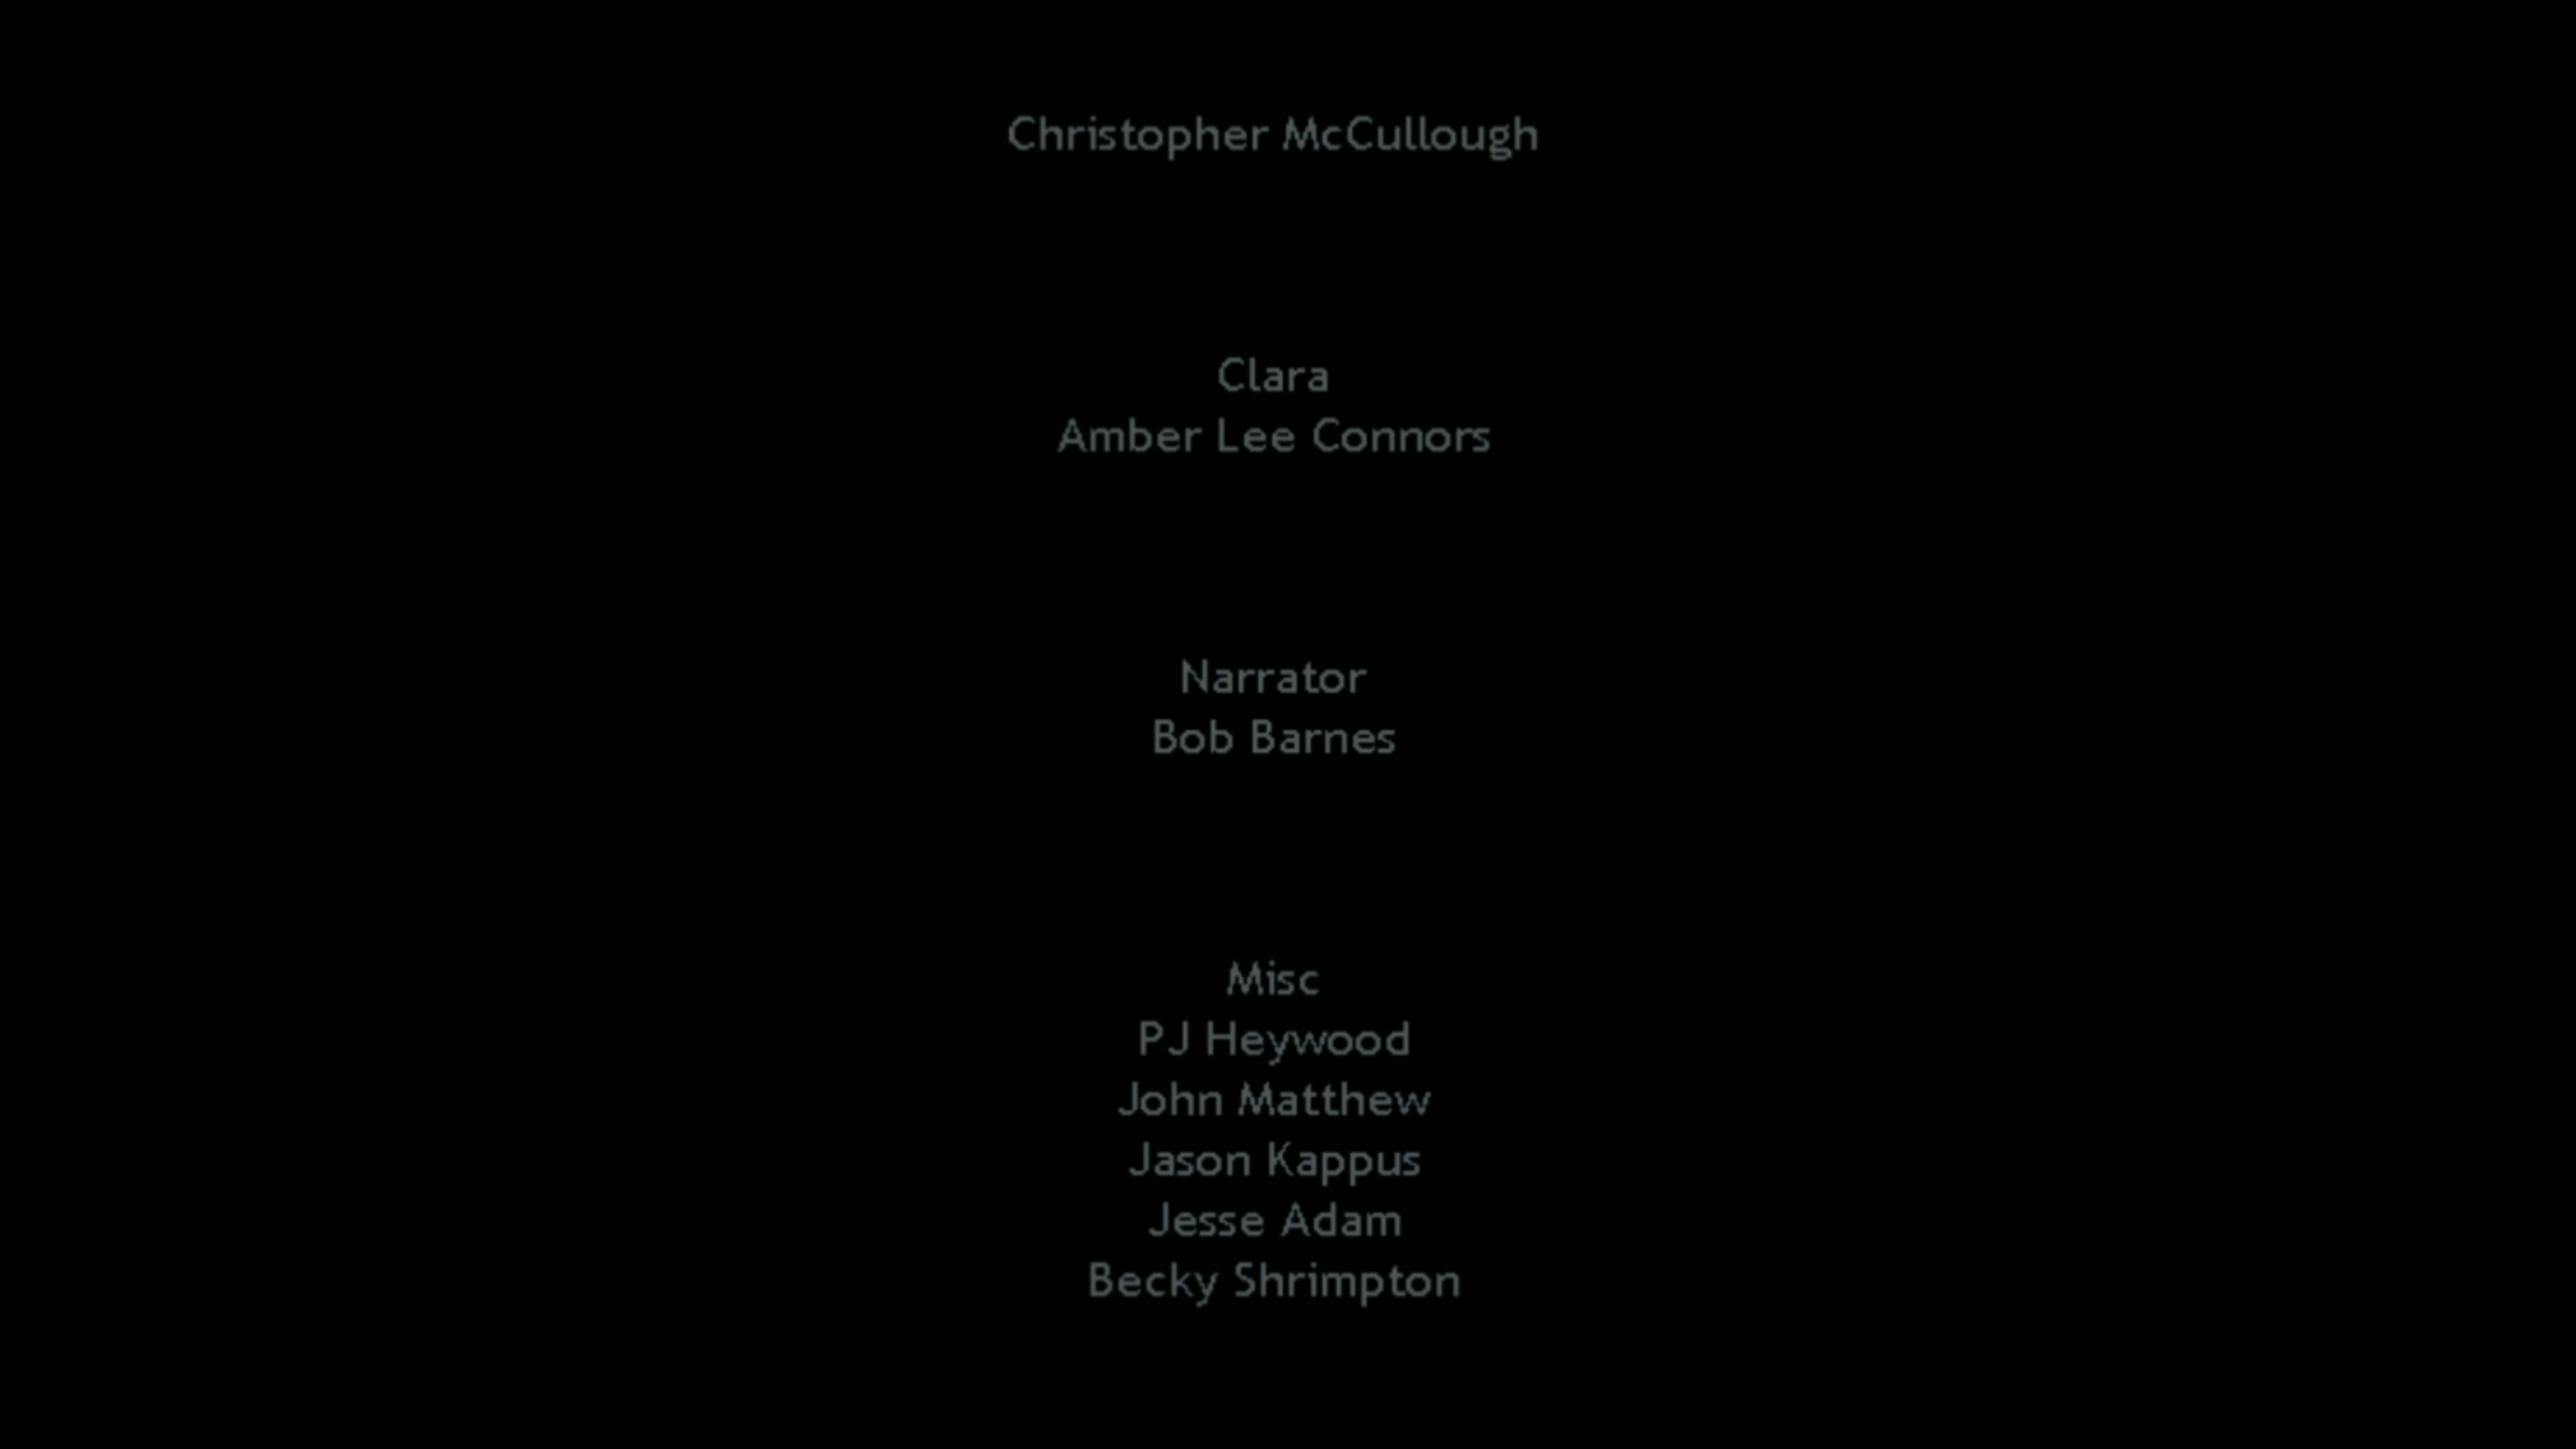 Christopher McCullough
Clara
Amber Lee Connors
Narrator
Bob Barnes
Misc
PJ Heywood
John Matthew
Jason Kappus
Jesse Adam
Becky Shrimpton